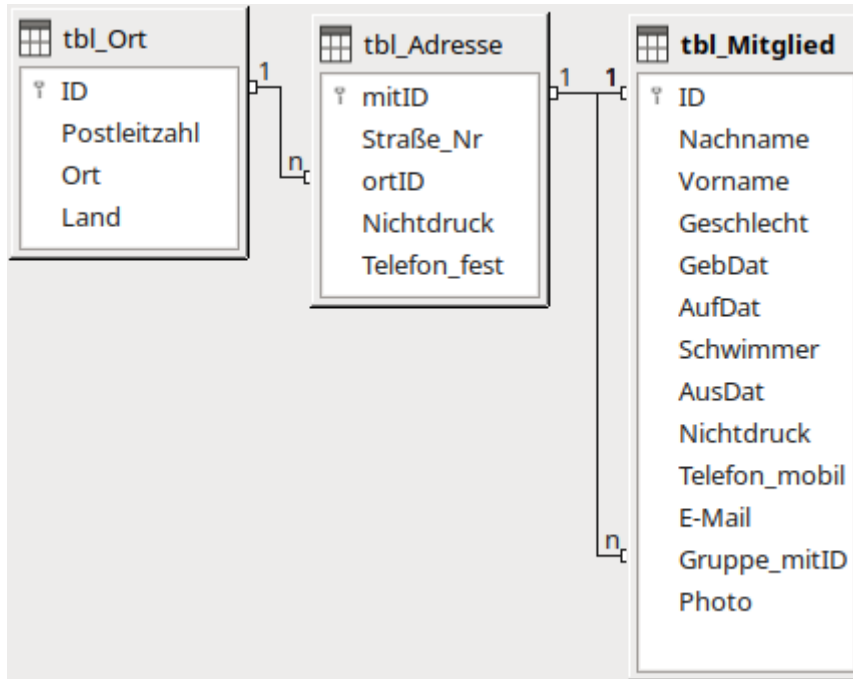 tbl_Ort
ID
Postleitzahl
Ort
Land
1
n
tbl_Adresse
mitID
Straße_Nr
ortID
Nichtdruck
Telefon_fest
1
1
n
tbl_Mitglied
ID
Nachname
Vorname
Geschlecht
GebDat
AufDat
Schwimmer
AusDat
Nichtdruck
Telefon_mobil
E-Mail
Gruppe_mitID
Photo